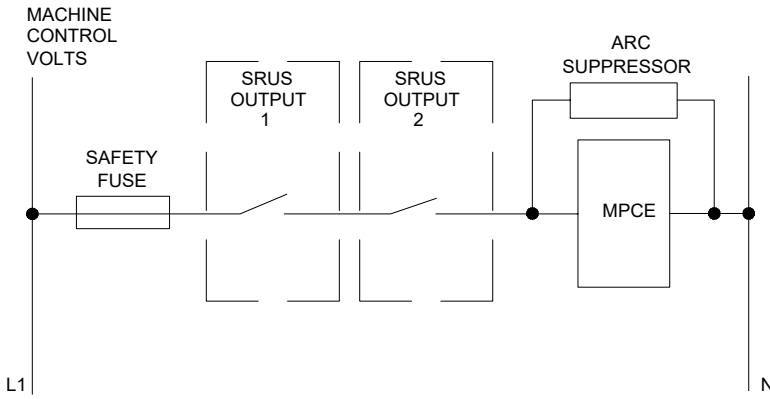 MACHINE
CONTROL
VOLTS
SAFETY
FUSE
SRUS
OUTPUT
1
SRUS
OUTPUT
2
ARC
SUPPRESSOR
MPCE
L1
N